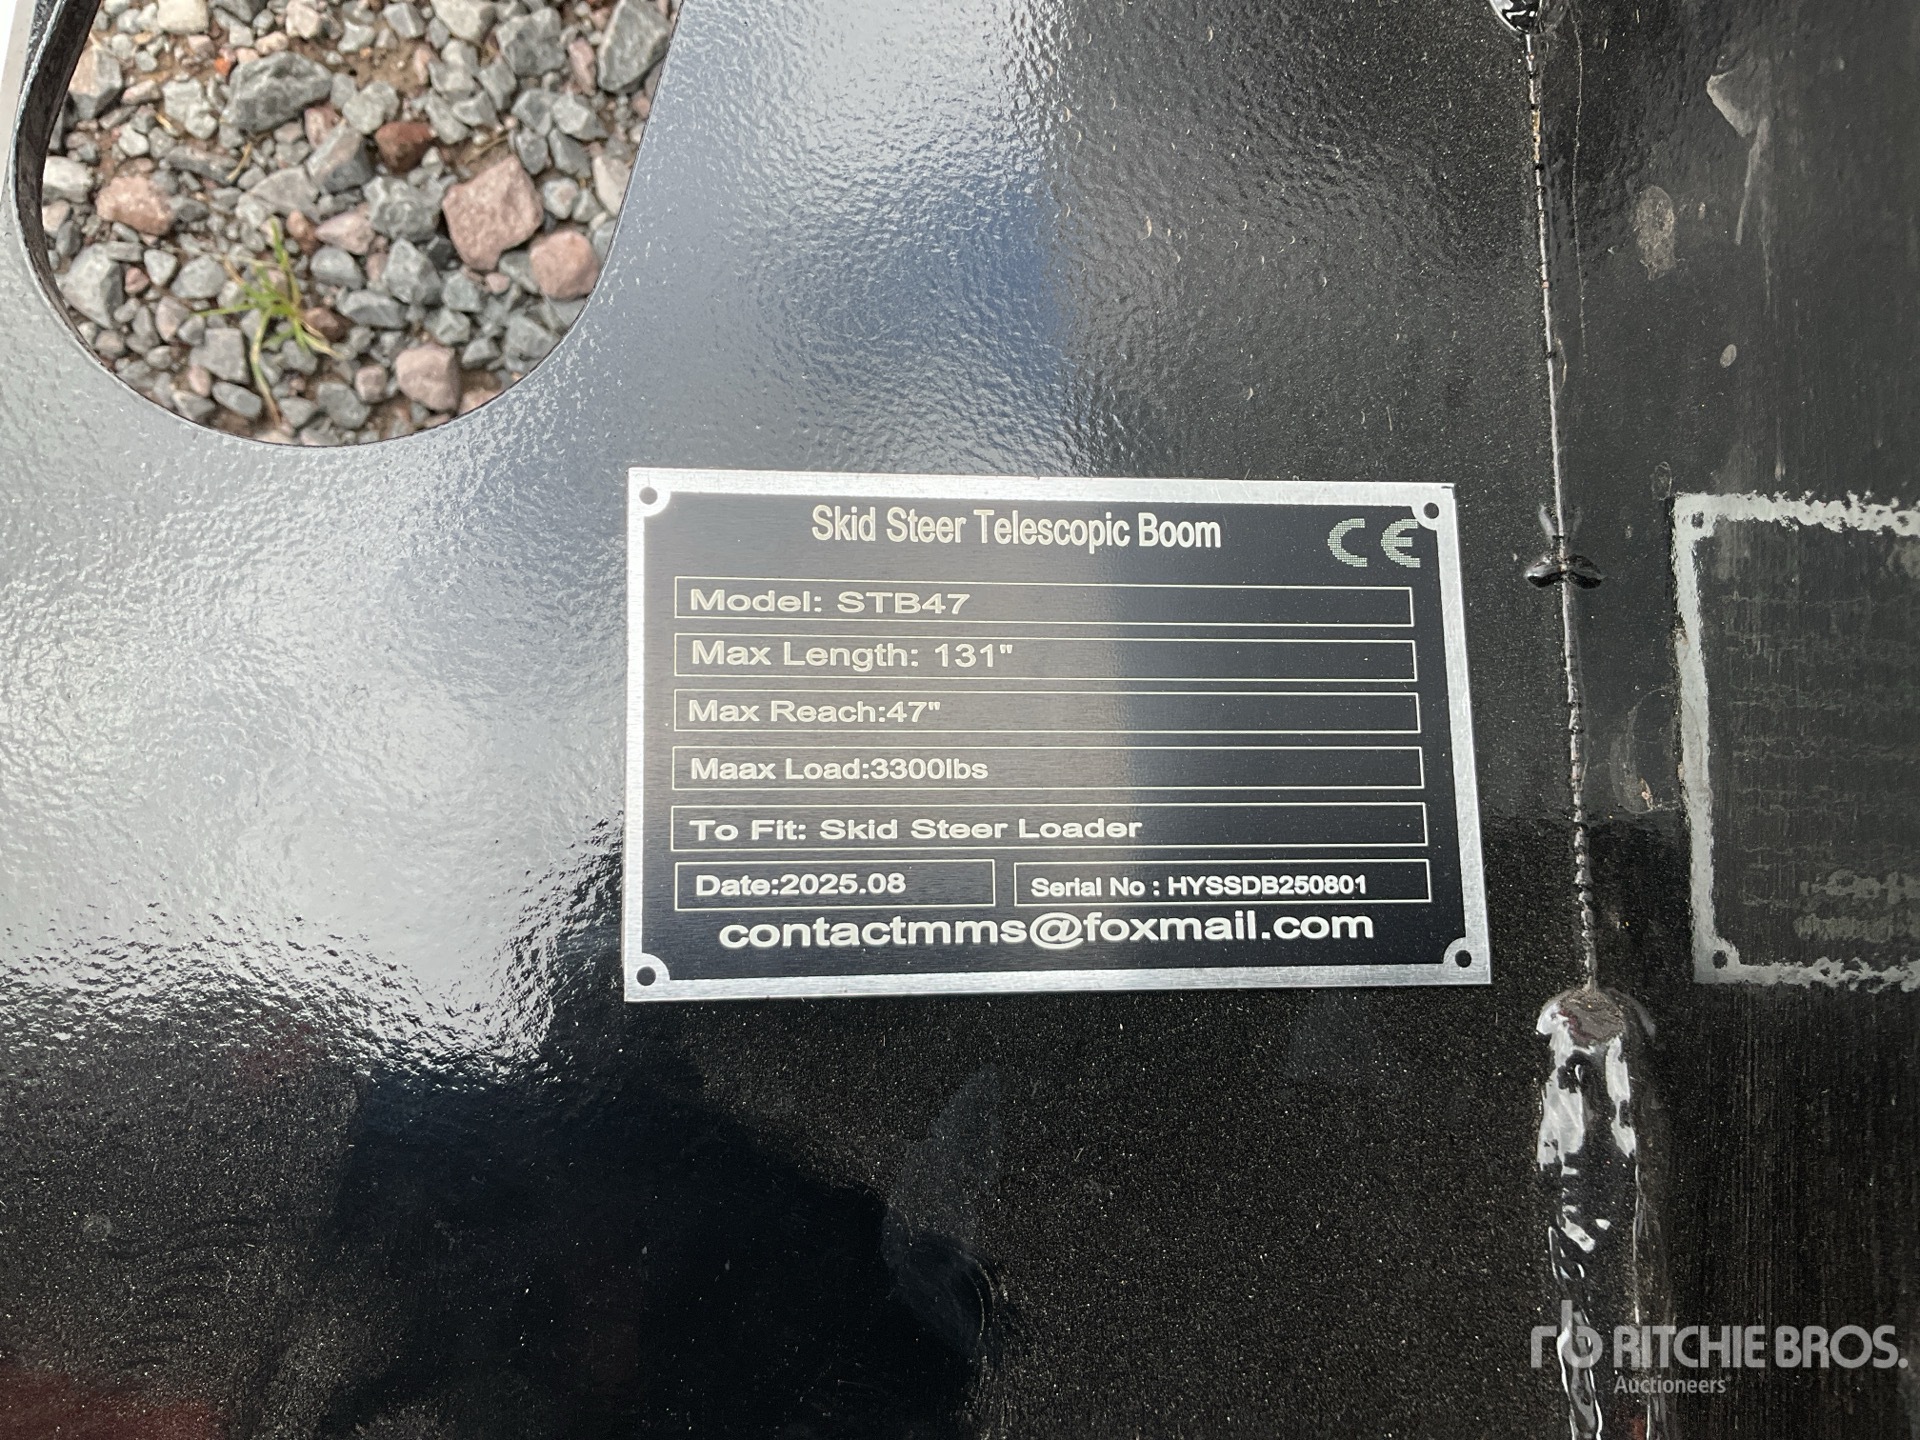 Skid Steer Telescopic Boom
CE
Model: STB47
Max Length: 131"
Max Reach:47"
Maax Load:3300lbs
To Fit: Skid Steer Loader
Date:2025.08
Serial No : HYSSDB250801
contactmms@foxmail.com
rb RITCHIE BROS.
Auctioneers